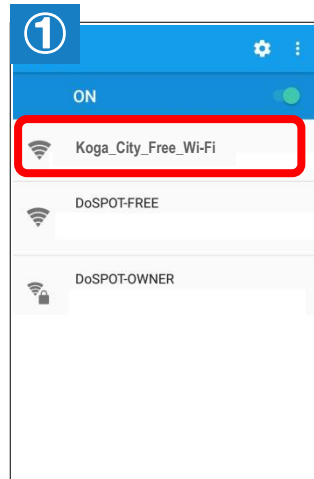 ①
ON
Koga_City_Free_Wi-Fi
DoSPOT-FREE
DoSPOT-OWNER